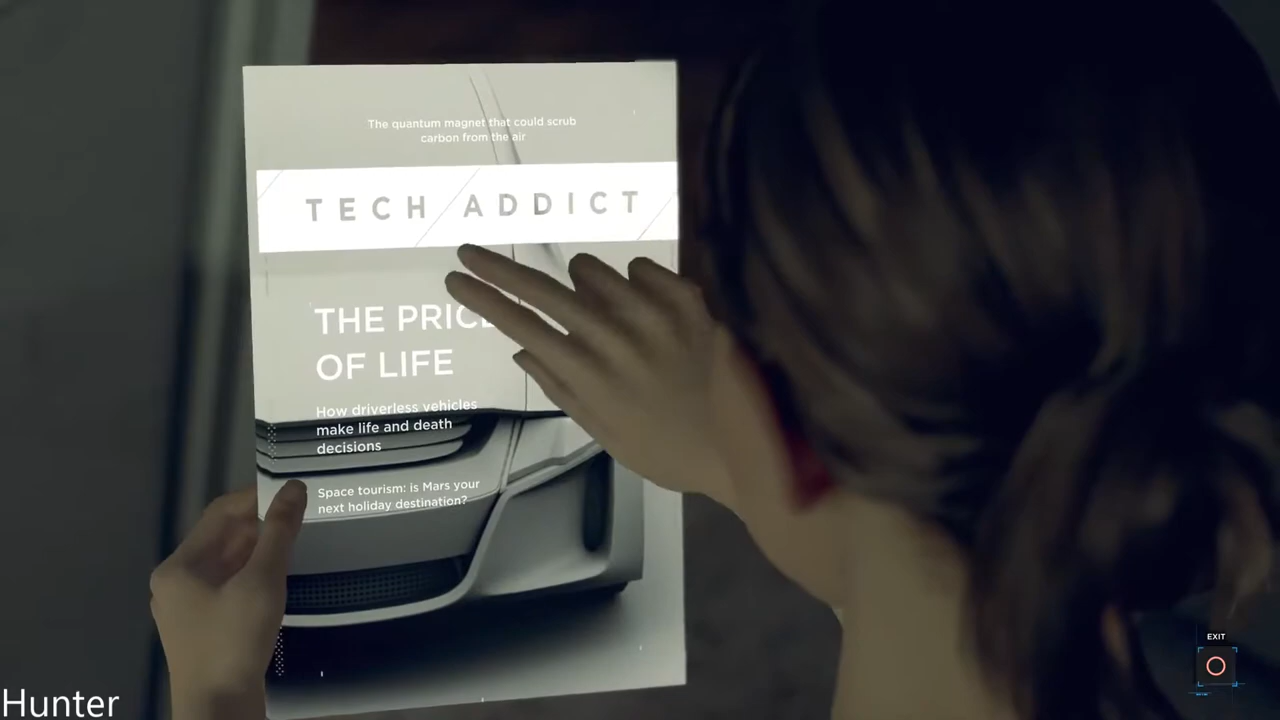 The quantum magnet that could scrub
carbon from the air
TECH ADDICT
THE PRICE
OF LIFE
How driverless vehicles
make life and death
decisions
Space tourism: is Mars your
next holiday destination?
EXIT
Hunter